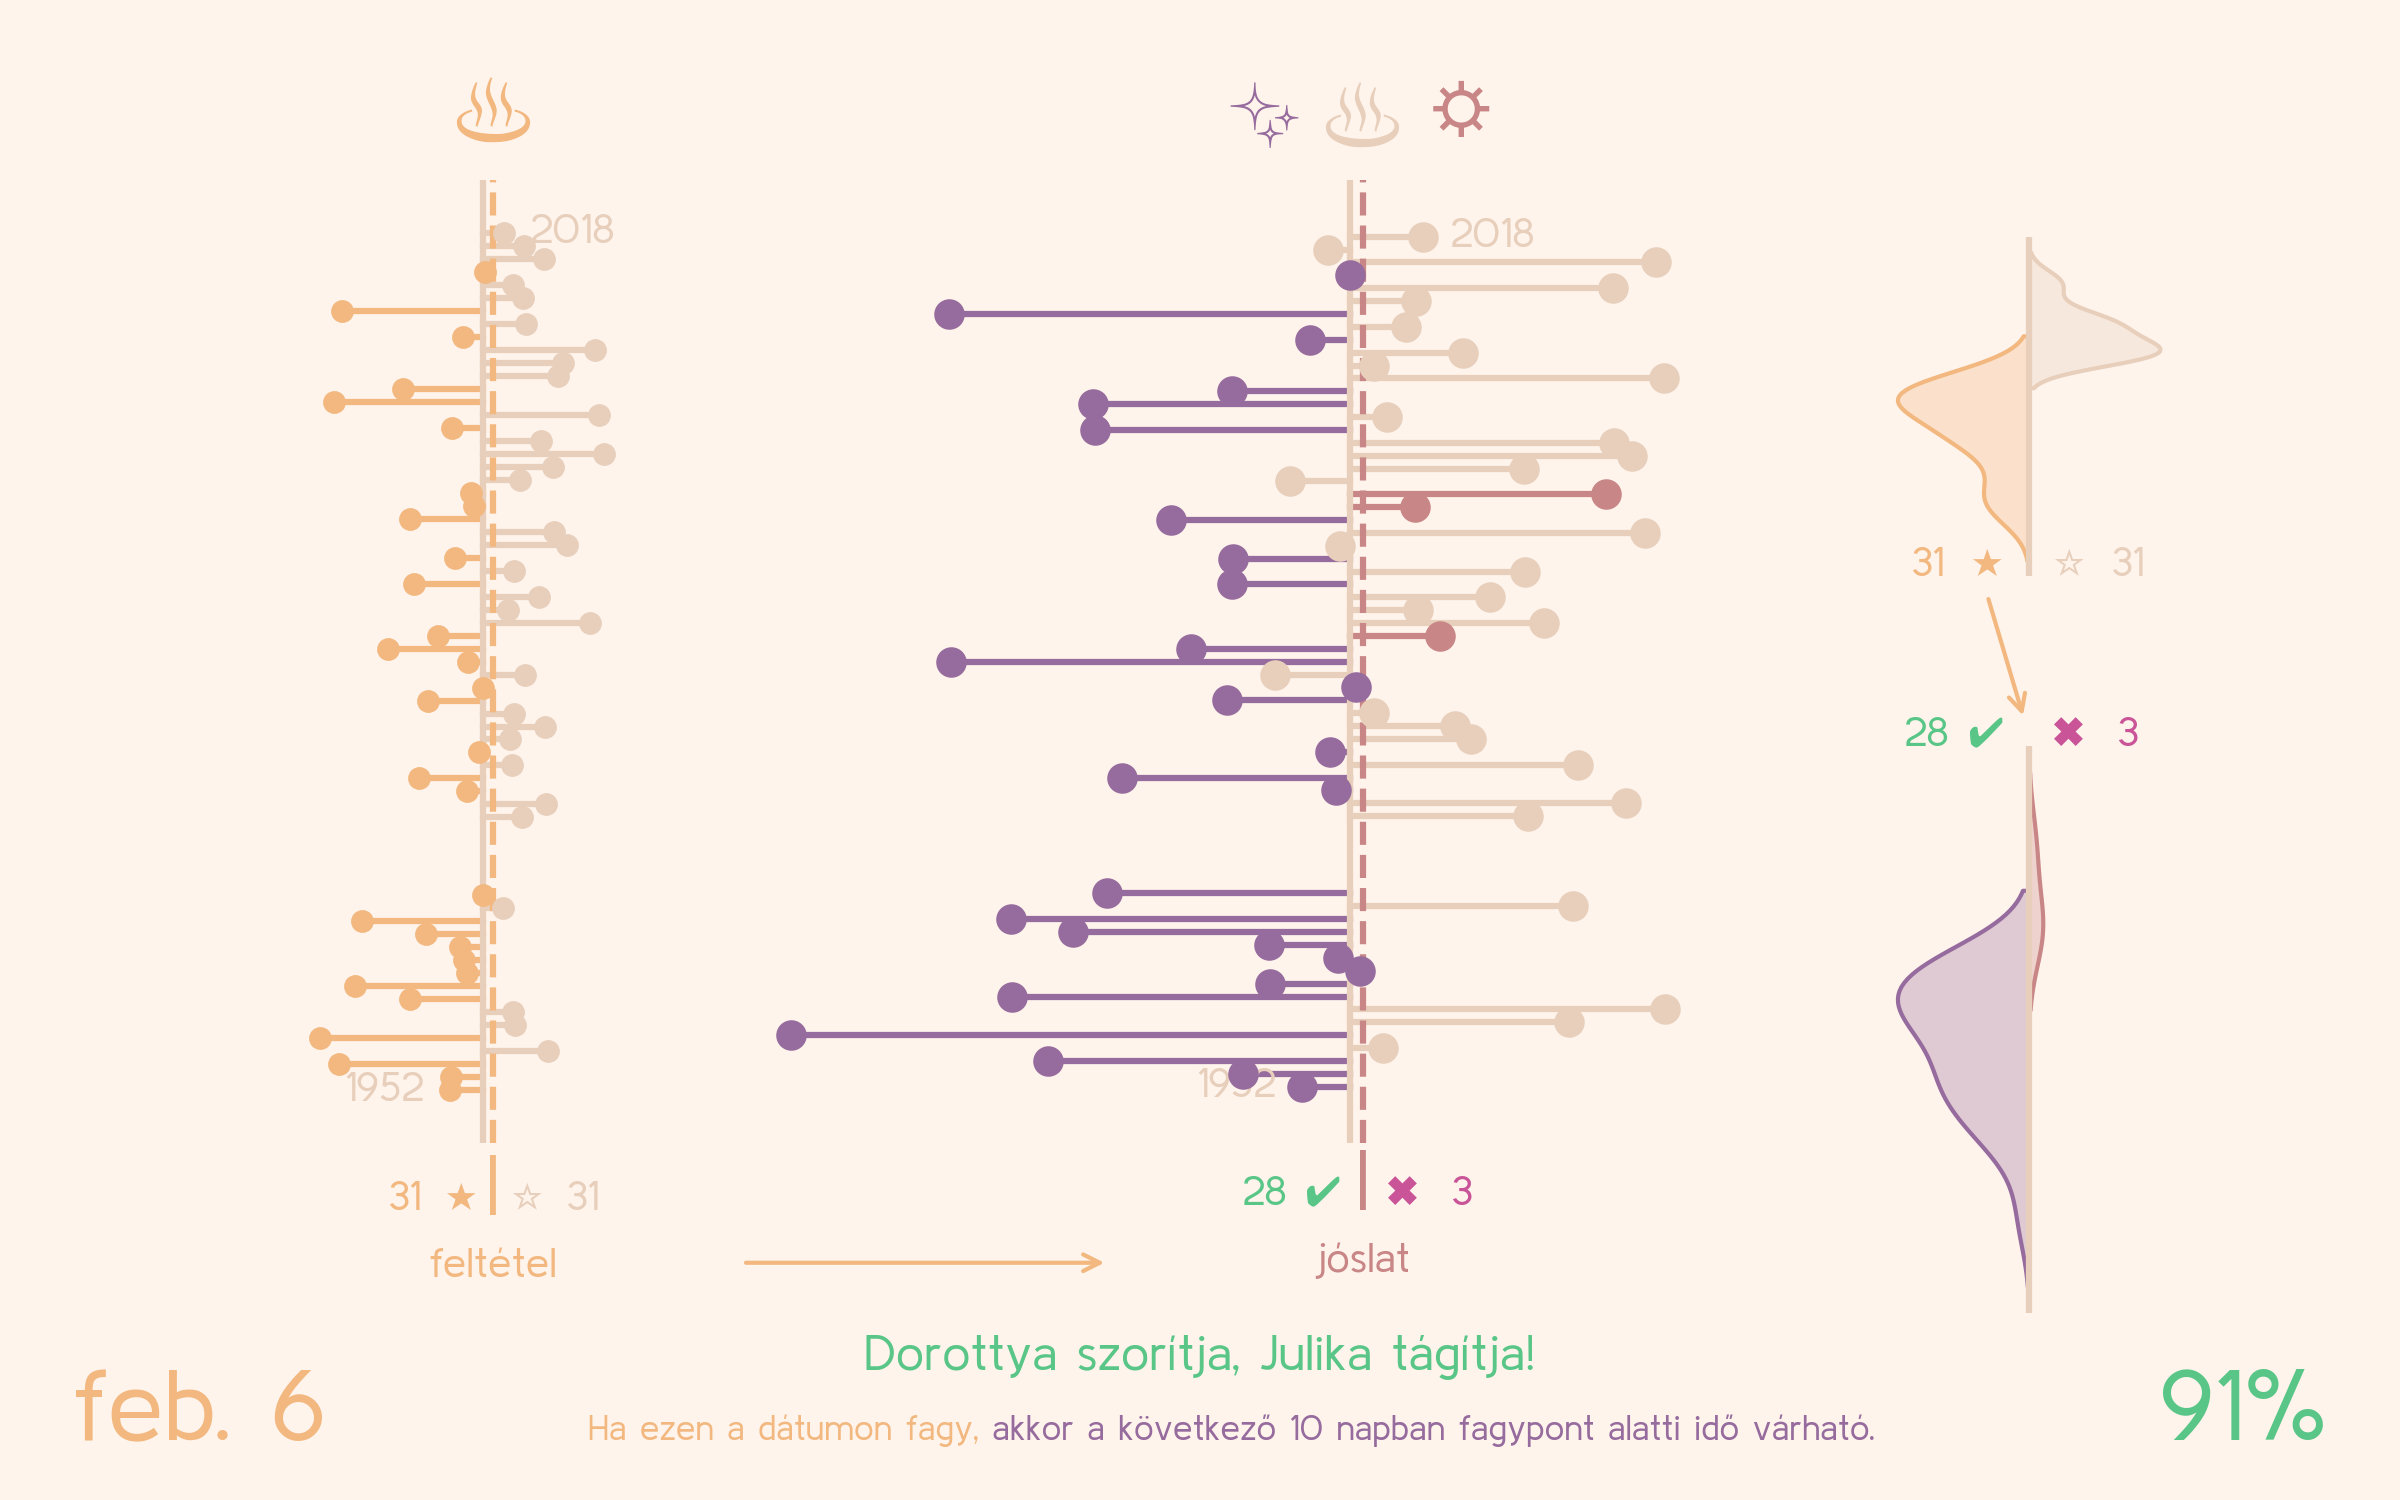 2018
2018
31 ★ ☆ 31
28 ✔ ✖ 3
1952
1952
31 ★ ☆ 31
28 ✔ ✖ 3
feltétel
jóslat
Dorottya szorítja, Julika tágítja!
feb. 6
91%
Ha ezen a dátumon fagy, akkor a következő 10 napban fagypont alatti idő várható.